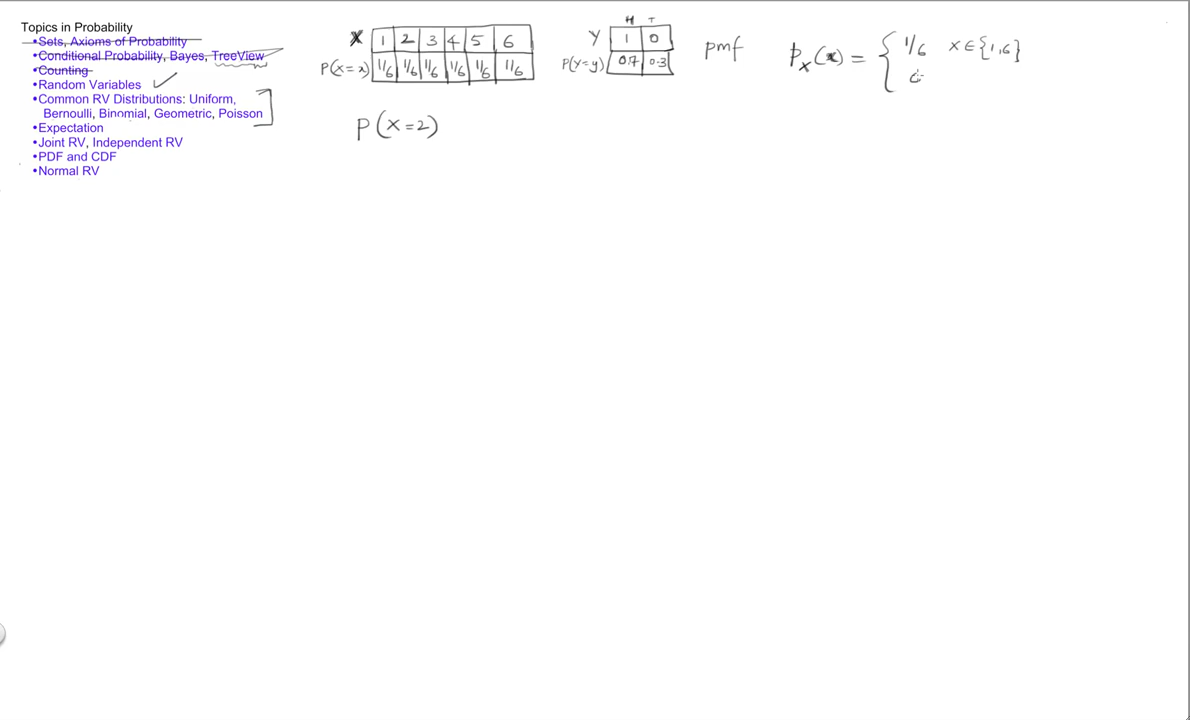 Topics in Probability
•Sets, Axioms of Probability
•Conditional Probability, Bayes, TreeView
•Counting
•Random Variables
•Common RV Distributions: Uniform,
Bernoulli, Binomial, Geometric, Poisson
•Expectation
•Joint RV, Independent RV
•PDF and CDF
•Normal RV
X 1 2 3 4 5 6
P(X=x) 1/6 1/6 1/6 1/6 1/6 1/6
P(X=2)
H T
Y 1 0
P(Y=y) 0.7 0.3
pmf
P_X(x) = { 1/6 x∈{1,6}